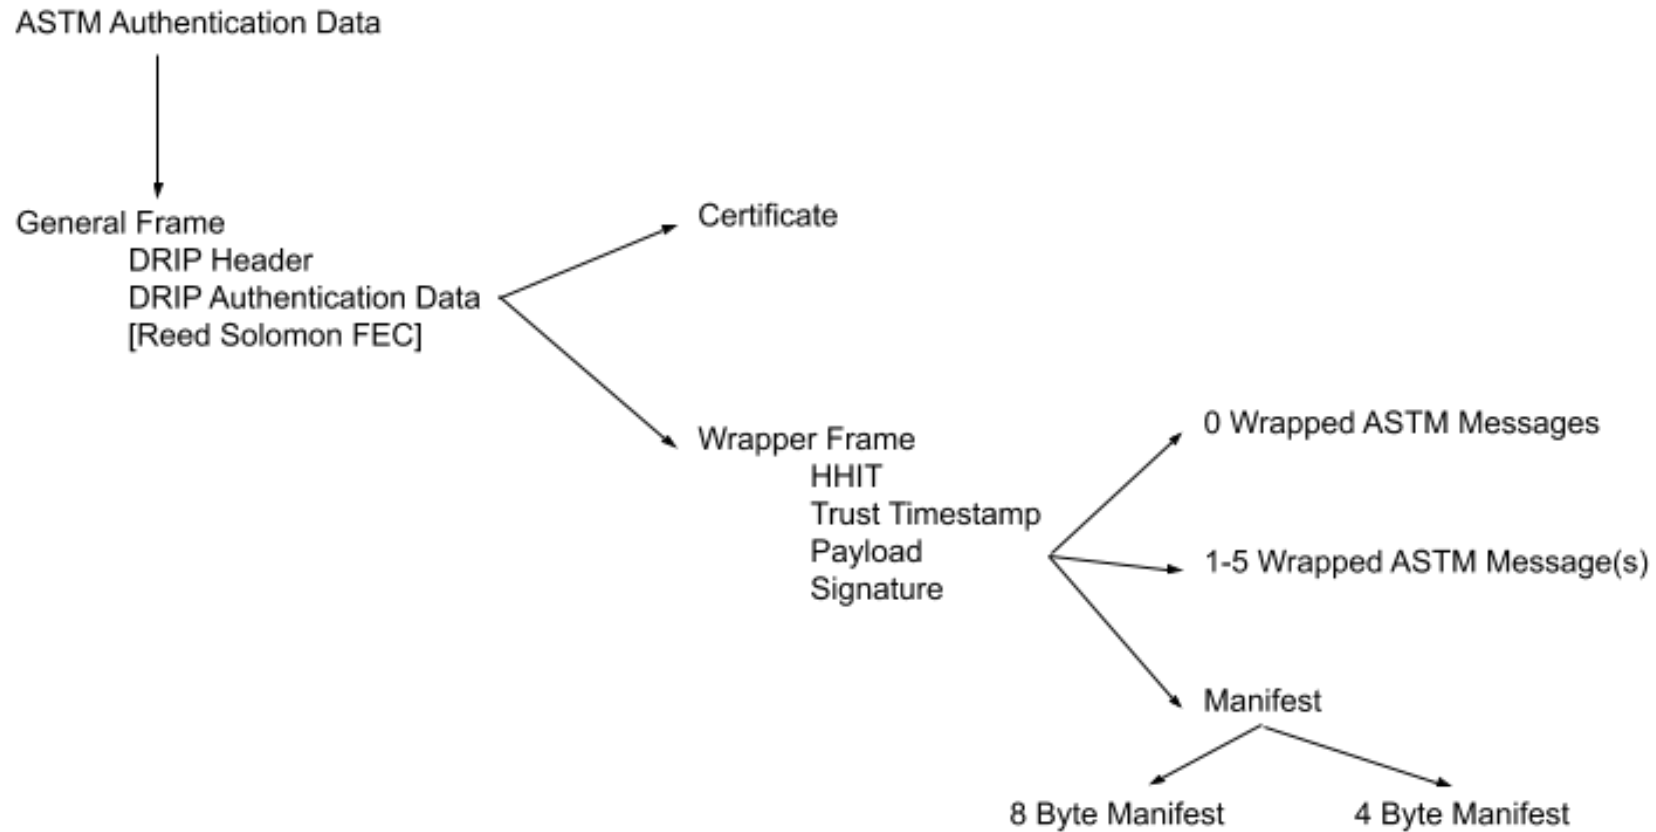 ASTM Authentication Data
General Frame
DRIP Header
DRIP Authentication Data
[Reed Solomon FEC]
Certificate
Wrapper Frame
HHIT
Trust Timestamp
Payload
Signature
0 Wrapped ASTM Messages
1-5 Wrapped ASTM Message(s)
Manifest
8 Byte Manifest
4 Byte Manifest